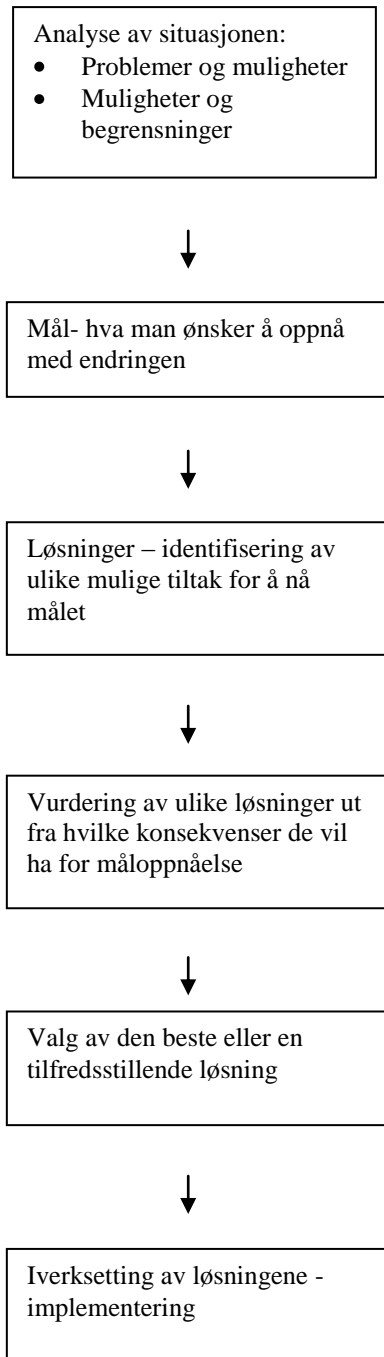 Analyse av situasjonen:
• Problemer og muligheter
• Muligheter og
begrensninger
Mål- hva man ønsker å oppnå
med endringen
Løsninger – identifisering av
ulike mulige tiltak for å nå
målet
Vurdering av ulike løsninger ut
fra hvilke konsekvenser de vil
ha for måloppnåelse
Valg av den beste eller en
tilfredsstillende løsning
Iverksetting av løsningene -
implementering